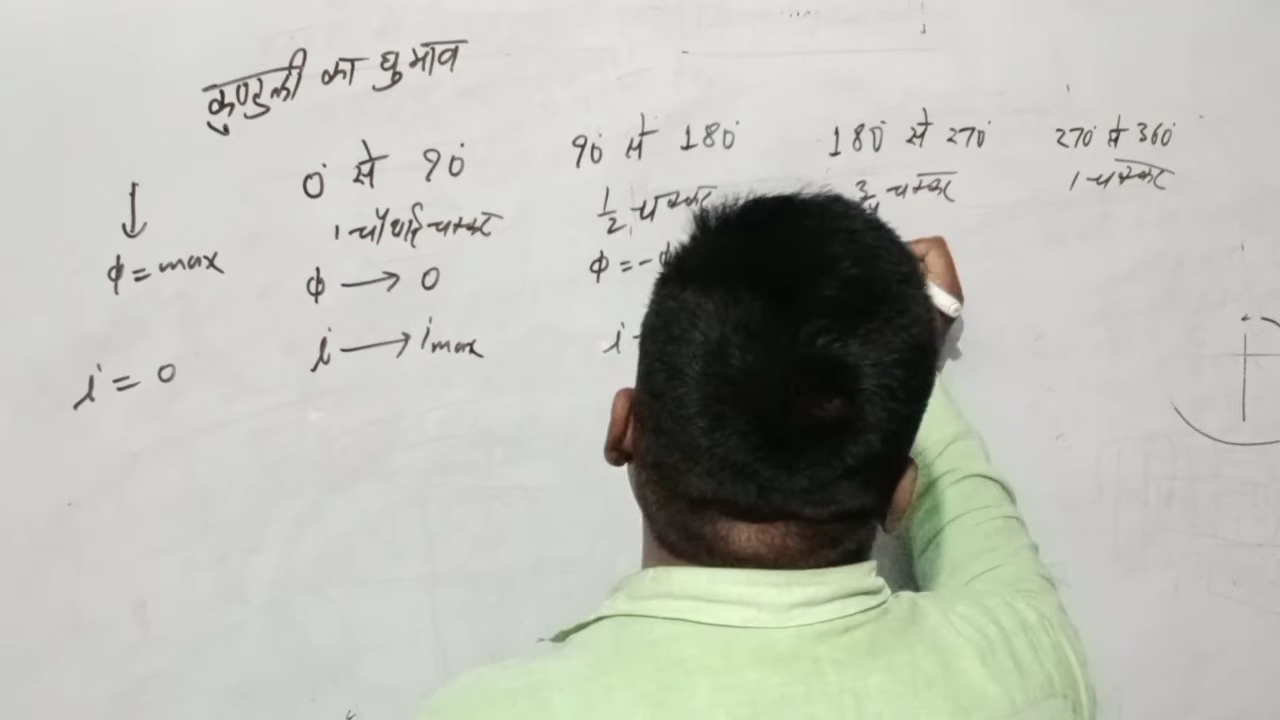 कुण्डली का घुमाव
0° से 90° 90° से 180° 180° से 270° 270° से 360°
1 चौथाई चक्कर 1/2 चक्कर 3/4 चक्कर 1 चक्कर
↓
ϕ = max ϕ → 0 ϕ = -ϕ
i = 0 i → imax i